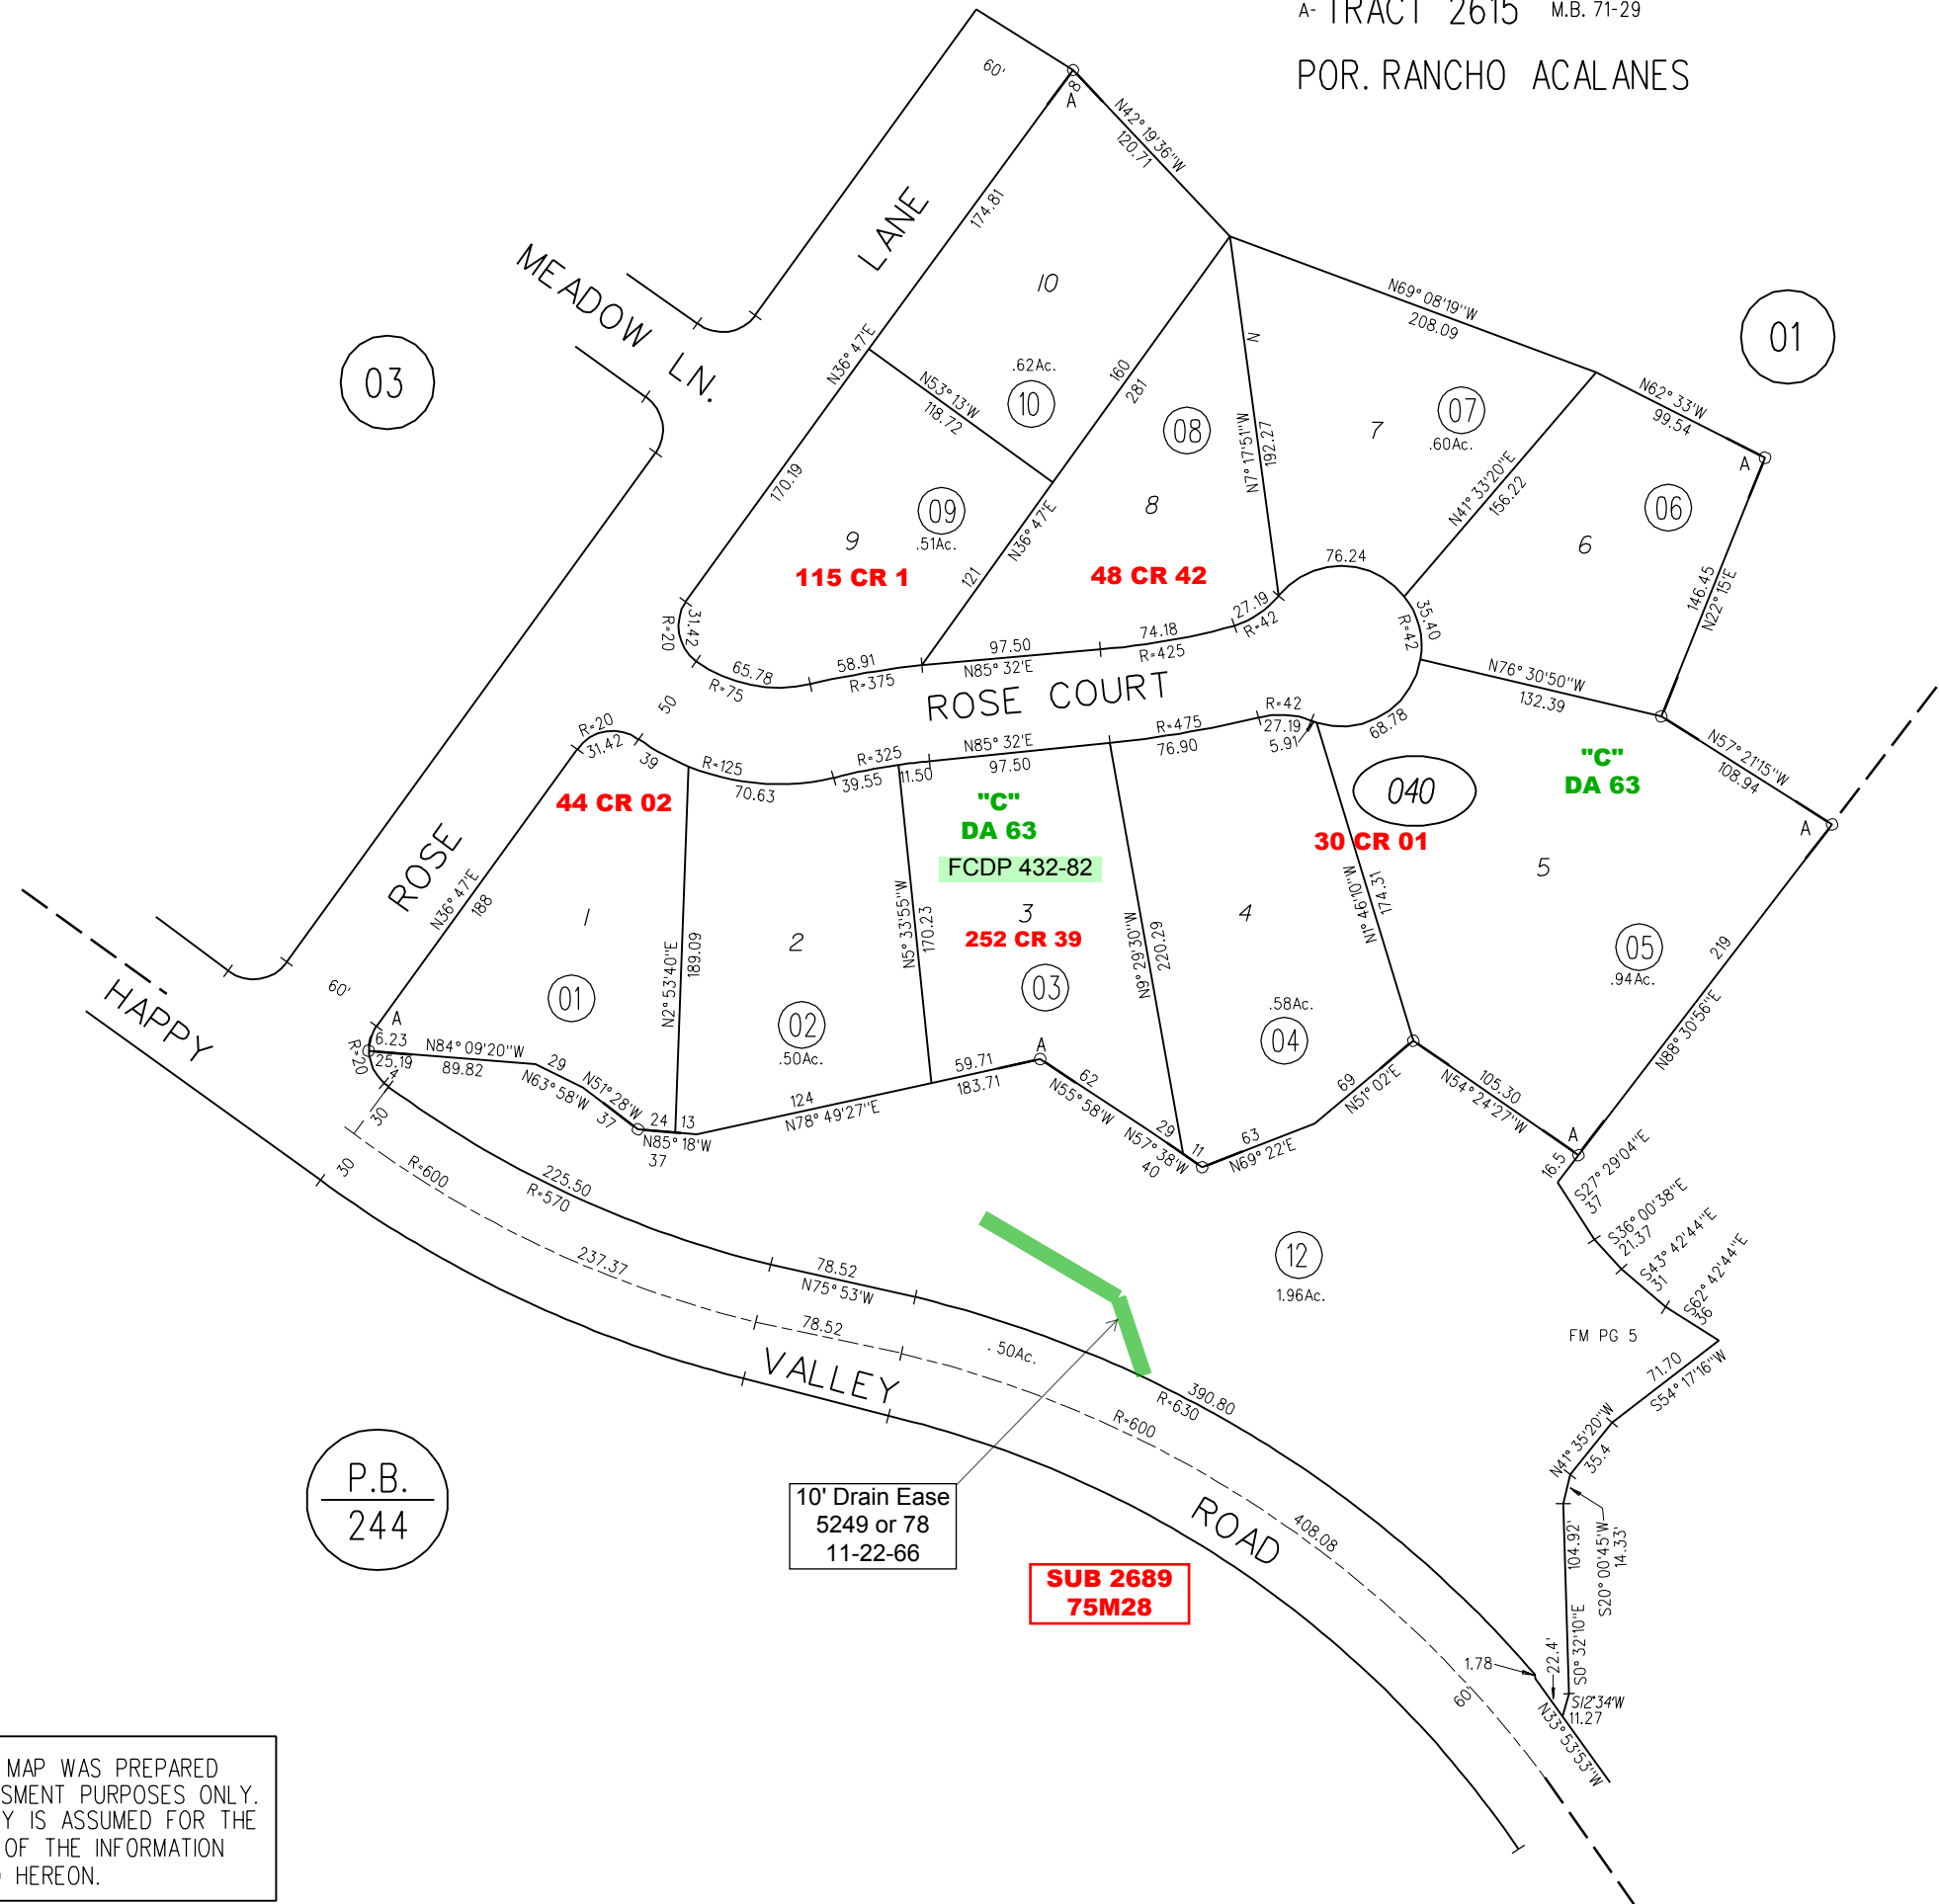 A- TRACT 2615 M.B. 71-29
POR. RANCHO ACALANES
60'
8
A
N42° 19'36"W
120.71
LANE
174.81
MEADOW LN.
10
N69° 08'19"W
208.09
01
03
N36° 47'E
.62Ac.
10
N53° 13'W
118.72
160
281
08
N
7
07
.60Ac.
N62° 33'W
99.54
A
N7° 17'51"W
192.27
N41° 33'20"E
156.22
06
170.19
09
.51Ac.
9
8
6
N36° 47'E
121
115 CR 1
48 CR 42
76.24
146.45
N22° 15'E
31.42
R=20
27.19
R=42
35.40
R=42
65.78
R=75
58.91
R=375
97.50
N85° 32'E
74.18
R=425
N76° 30'50"W
132.39
ROSE COURT
50
R=20
31.42
39
R=125
70.63
R=325
39.55
11.50
N85° 32'E
97.50
R=475
76.90
R=42
27.19
5.91
68.78
N57° 21'15"W
108.94
"C"
DA 63
040
44 CR 02
"C"
DA 63
FCDP 432-82
30 CR 01
A
ROSE
N36° 47'E
188
1
2
3
252 CR 39
4
5
N2° 53'40"E
189.09
N5° 33'55"W
170.23
N9° 29'30"W
220.29
N1° 46'10"W
174.31
219
N88° 30'56"E
01
02
.50Ac.
03
.58Ac.
04
05
.94Ac.
60'
HAPPY
A
6.23
R=20
25.19
4
N84° 09'20"W
89.82
29
N63° 58'W
N51° 28'W
37
24
13
N85° 18'W
37
124
N78° 49'27"E
59.71
183.71
A
62
N55° 58'W
29
N57° 38'W
40
11
63
N69° 22'E
69
N51° 02'E
105.30
N54° 24'27"W
A
16.5
S27° 29'04"E
37
S36° 00'38"E
21.37
S43° 42'44"E
31
S62° 42'44"E
36
30
30
R=600
225.50
R=570
237.37
78.52
N75° 53'W
78.52
12
1.96Ac.
FM PG 5
. 50Ac.
VALLEY
390.80
R=630
R=600
71.70
S54° 17'16"W
N41° 35'20"W
35.4
P.B.
244
10' Drain Ease
5249 or 78
11-22-66
ROAD
408.08
104.92'
S20° 00'45"W
14.33'
SUB 2689
75M28
S0° 32'10"E
1.78
22.4'
60'
S12°34'W
11.27
N33° 53'53"W
MAP WAS PREPARED
SMENT PURPOSES ONLY.
Y IS ASSUMED FOR THE
OF THE INFORMATION
HEREON.